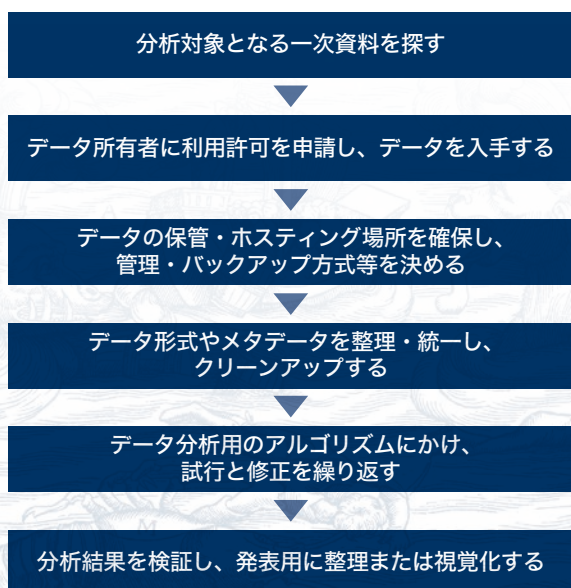 分析対象となる一次資料を探す
データ所有者に利用許可を申請し、データを入手する
データの保管・ホスティング場所を確保し、
管理・バックアップ方式等を決める
データ形式やメタデータを整理・統一し、
クリーンアップする
データ分析用のアルゴリズムにかけ、
試行と修正を繰り返す
分析結果を検証し、発表用に整理または視覚化する